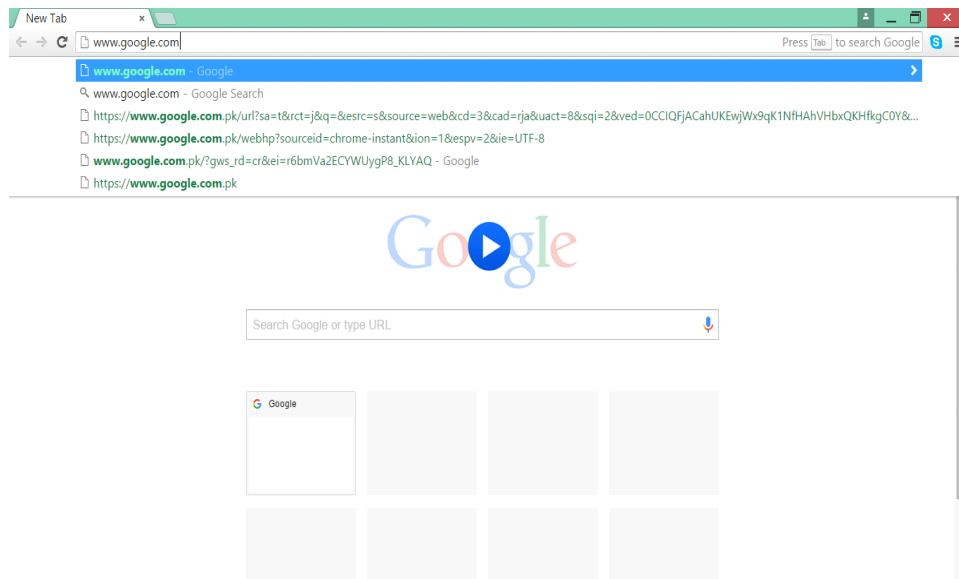 New Tab
www.google.com Press Tab to search Google
www.google.com - Google
www.google.com - Google Search
https://www.google.com.pk/url?sa=t&rct=j&q=&esrc=s&source=web&cd=3&cad=rja&uact=8&sqi=2&ved=0CCIQFjACahUKEwjWx9qK1NfHAhVHbxQKHfkgC0Y&...
https://www.google.com.pk/webhp?sourceid=chrome-instant&ion=1&espv=2&ie=UTF-8
www.google.com.pk/?gws_rd=cr&ei=r6bmVa2ECYWUygP8_KLYAQ - Google
https://www.google.com.pk
Google
Search Google or type URL
Google